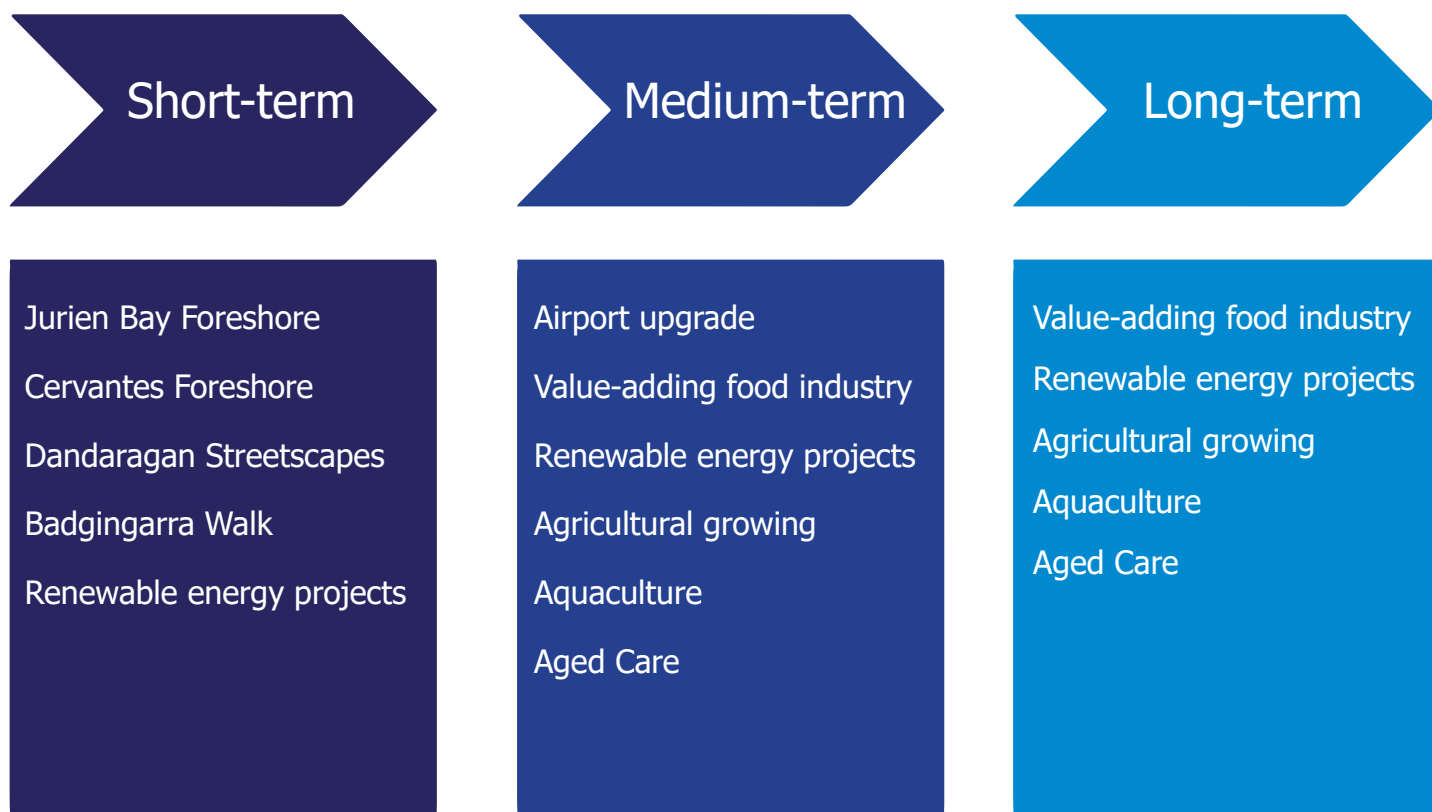 Short-term
Jurien Bay Foreshore
Cervantes Foreshore
Dandaragan Streetscapes
Badgingarra Walk
Renewable energy projects
Medium-term
Airport upgrade
Value-adding food industry
Renewable energy projects
Agricultural growing
Aquaculture
Aged Care
Long-term
Value-adding food industry
Renewable energy projects
Agricultural growing
Aquaculture
Aged Care